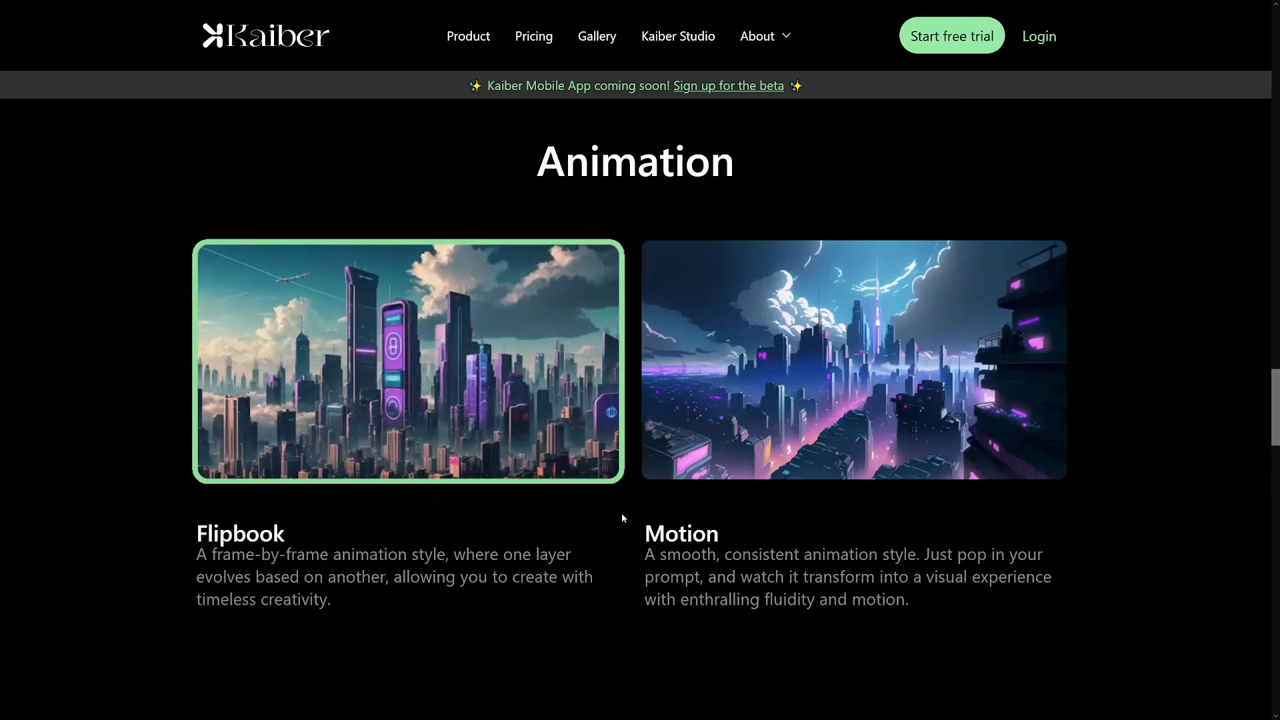 Kaiber
Product
Pricing
Gallery
Kaiber Studio
About
Start free trial
Login
✨ Kaiber Mobile App coming soon! Sign up for the beta ✨
Animation
Flipbook
A frame-by-frame animation style, where one layer
evolves based on another, allowing you to create with
timeless creativity.
Motion
A smooth, consistent animation style. Just pop in your
prompt, and watch it transform into a visual experience
with enthralling fluidity and motion.